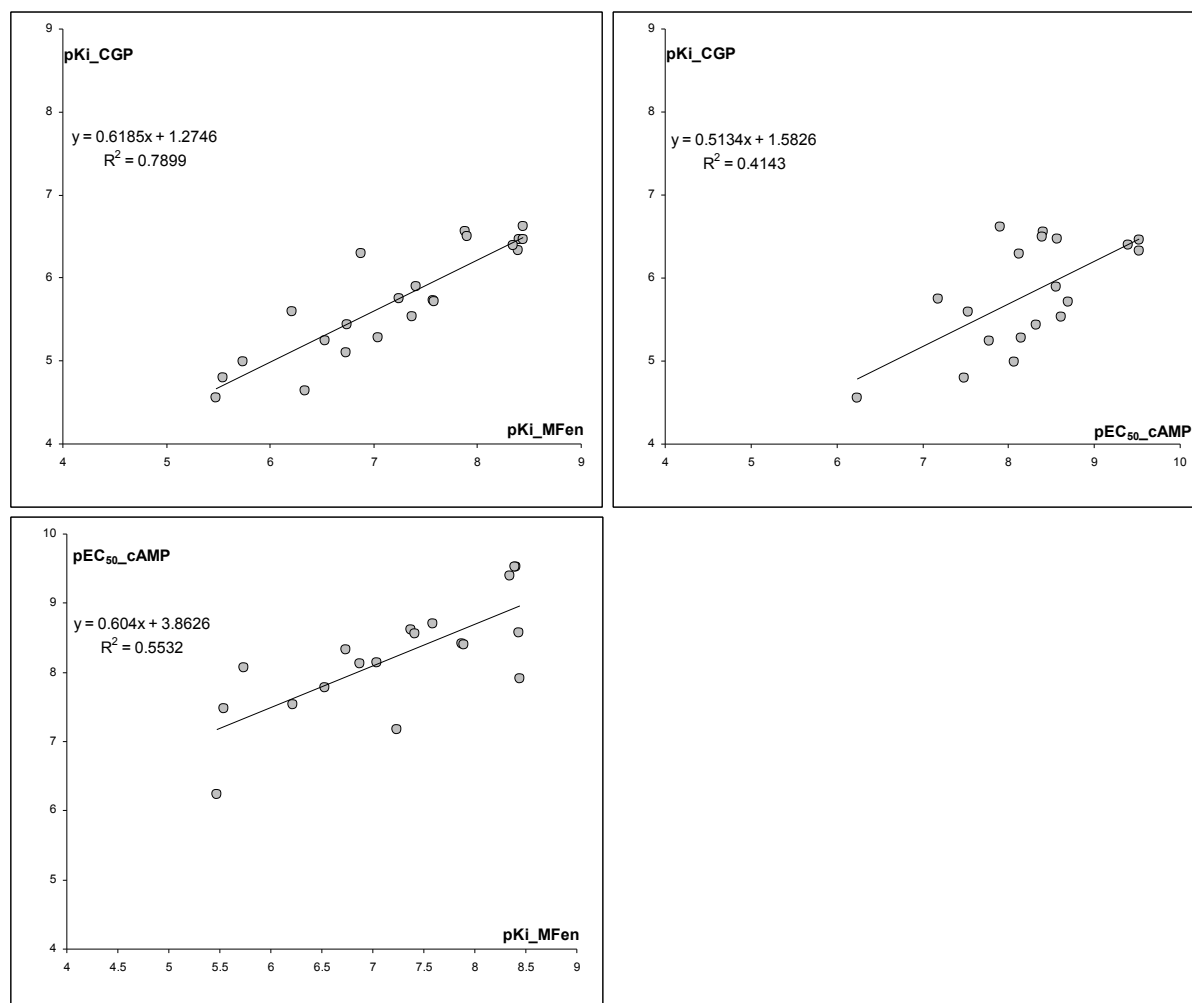 9
pKi_CGP
8
y = 0.6185x + 1.2746
R² = 0.7899
7
6
5
4
pKi_MFen
4 5 6 7 8 9
9
pKi_CGP
8
y = 0.5134x + 1.5826
R² = 0.4143
7
6
5
4
pEC₅₀_cAMP
4 5 6 7 8 9 10
10
pEC₅₀_cAMP
9
y = 0.604x + 3.8626
R² = 0.5532
8
7
6
5
4
pKi_MFen
4 4.5 5 5.5 6 6.5 7 7.5 8 8.5 9